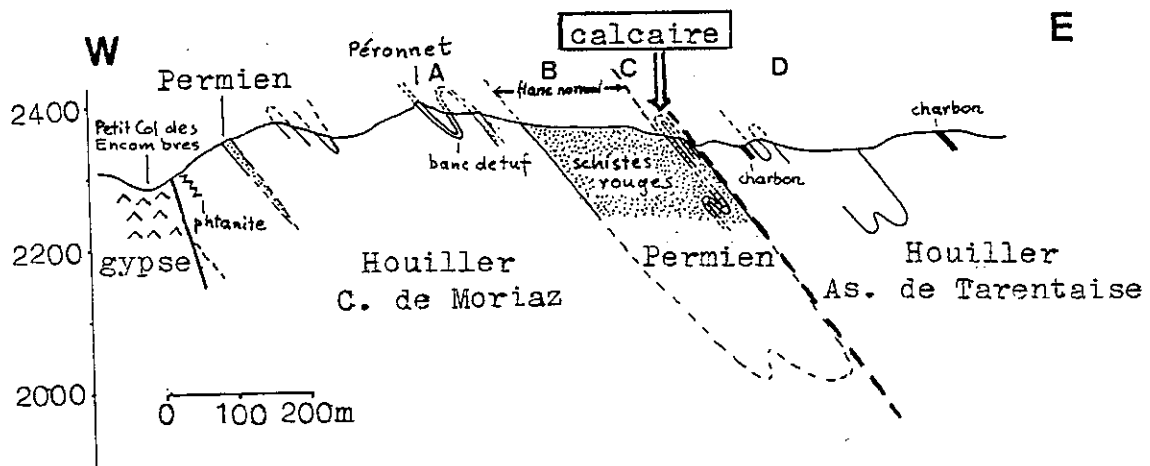 W
E
calcaire
Péronnet
Permien
A
B
C
D
flanc normal
2400
Petit Col des
Encombres
charbon
banc de tuf
schistes
rouges
charbon
phtanite
2200
gypse
Houiller
C. de Moriaz
Permien
Houiller
As. de Tarentaise
2000
0 100 200m